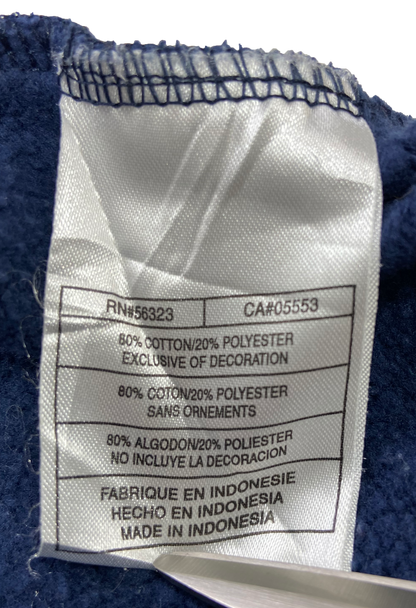 RN#56323 CA#05553
80% COTTON/20% POLYESTER
EXCLUSIVE OF DECORATION
80% COTON/20% POLYESTER
SANS ORNEMENTS
80% ALGODON/20% POLIESTER
NO INCLUYE LA DECORACION
FABRIQUE EN INDONESIE
HECHO EN INDONESIA
MADE IN INDONESIA